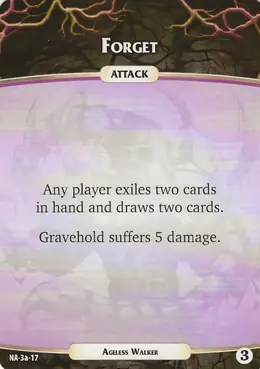 Forget
ATTACK
Any player exiles two cards
in hand and draws two cards.
Gravehold suffers 5 damage.
NA-3a-17
Ageless Walker
3